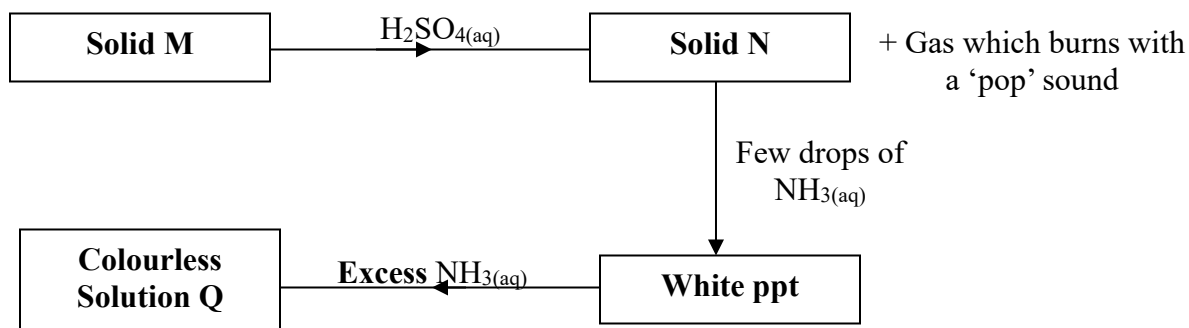 Solid M
H₂SO₄(aq)
Solid N
+ Gas which burns with
a ‘pop’ sound
Few drops of
NH₃(aq)
Colourless
Solution Q
Excess NH₃(aq)
White ppt